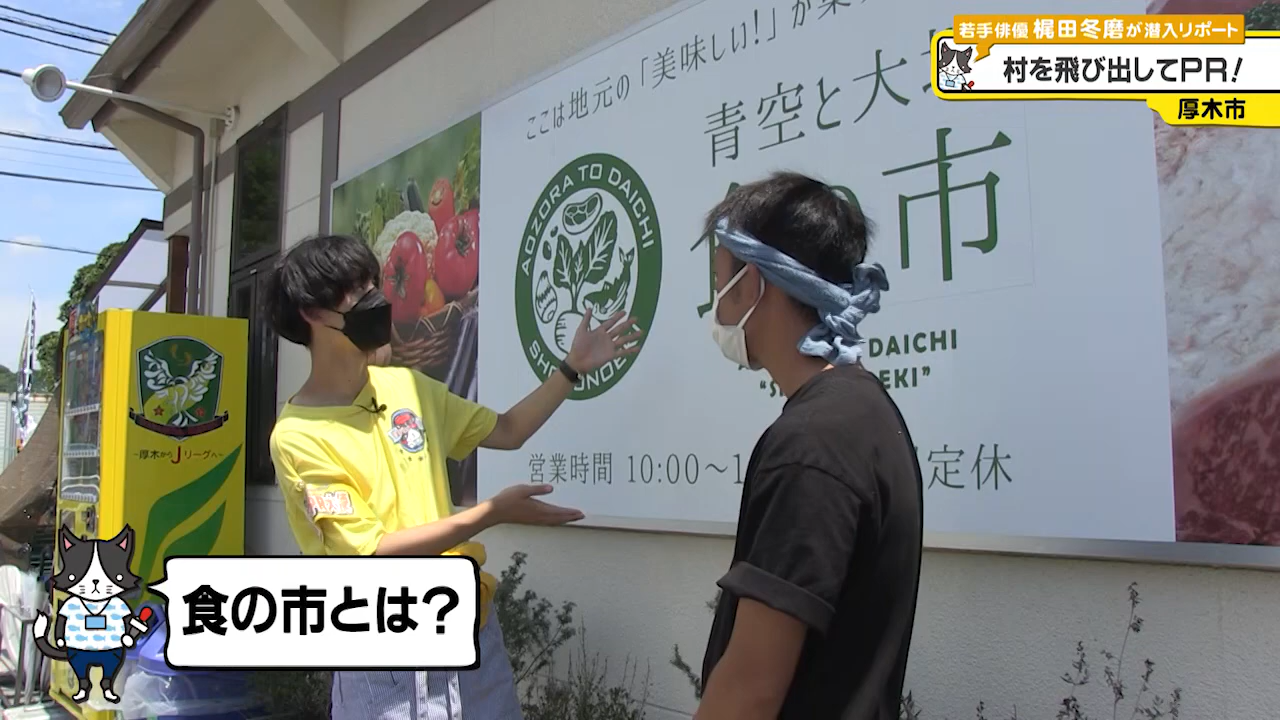 若手俳優 梶田冬磨が潜入リポート
村を飛び出してPR!
厚木市
ここは地元の「美味しい!」が
青空と大
の市
AOZORA TO DAICHI
DAICHI
EKI”
営業時間 10:00〜1
定休
〜厚木からJリーグへ〜
食の市とは?